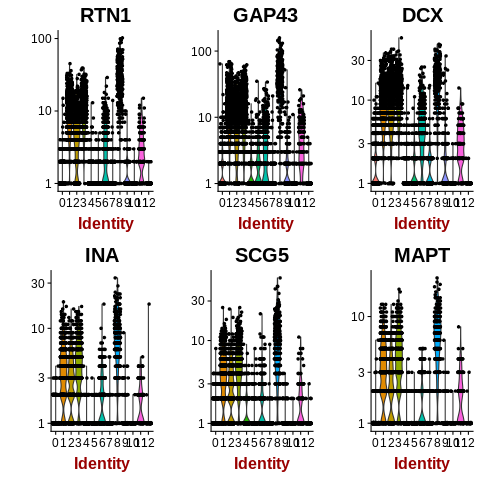 RTN1 GAP43 DCX
100 100 30
10 10 10
3
1 1 1
0123456789101112 0123456789101112 0123456789101112
Identity Identity Identity
INA SCG5 MAPT
30 30
10 10 10
3 3 3
1 1 1
0123456789101112 0123456789101112 0123456789101112
Identity Identity Identity